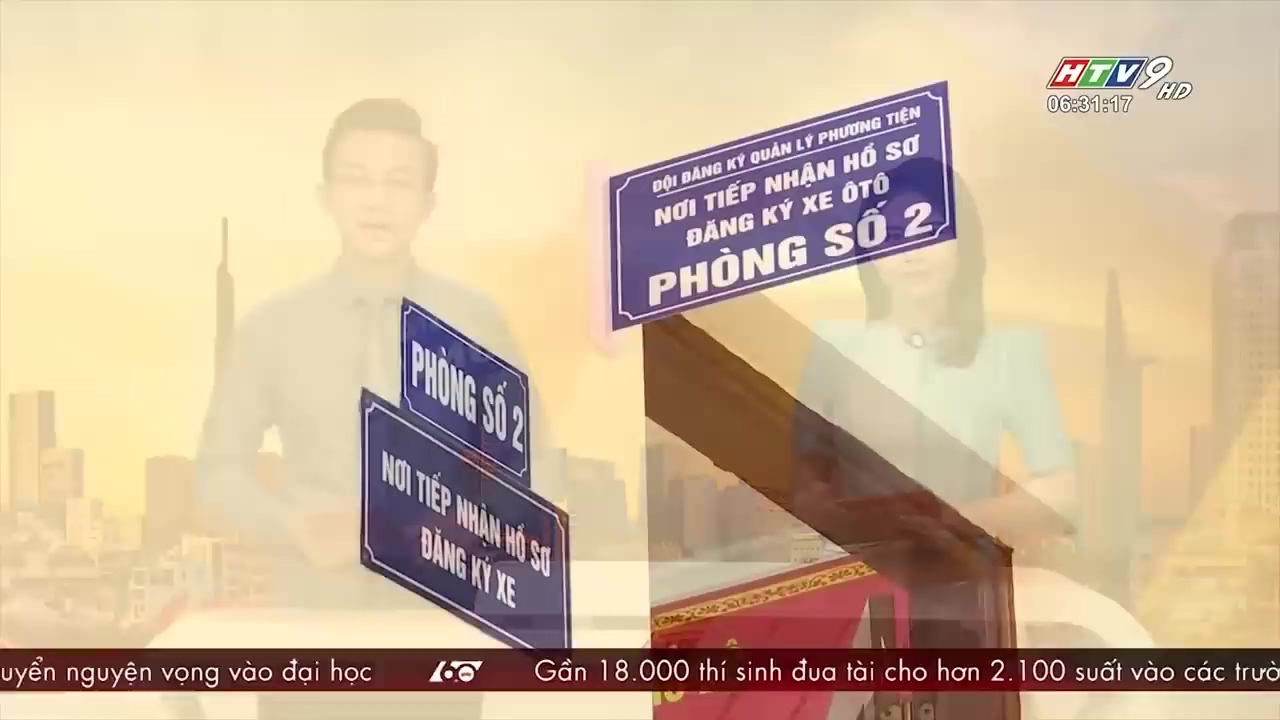 HTV9 HD
06:31:17
ĐỘI ĐĂNG KÝ QUẢN LÝ PHƯƠNG TIỆN
NƠI TIẾP NHẬN HỒ SƠ
ĐĂNG KÝ XE ÔTÔ
PHÒNG SỐ 2
PHÒNG SỐ 2
NƠI TIẾP NHẬN HỒ SƠ
ĐĂNG KÝ XE
uyển nguyện vọng vào đại học 60 Gần 18.000 thí sinh đua tài cho hơn 2.100 suất vào các trườ